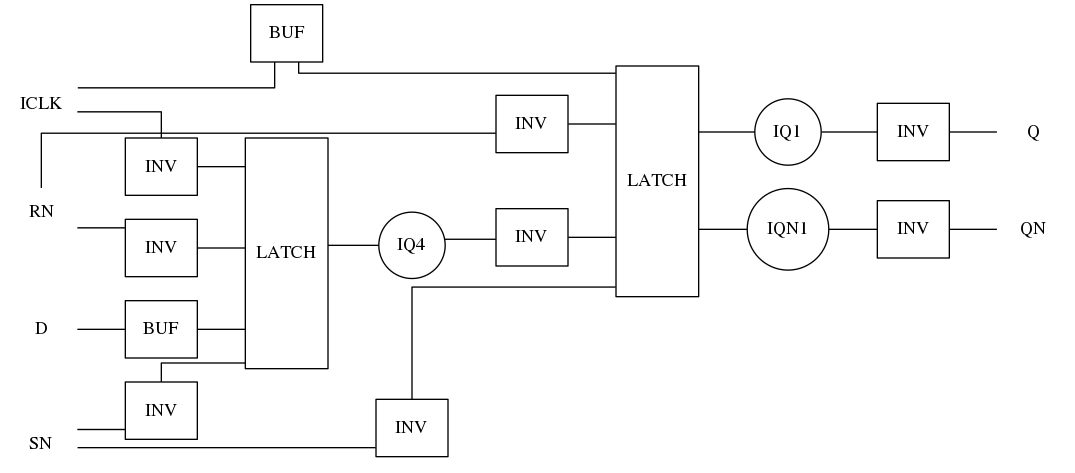 BUF
ICLK
INV
IQ1
INV
Q
INV
LATCH
RN
INV
LATCH
IQ4
INV
IQN1
INV
QN
D
BUF
INV
SN
INV